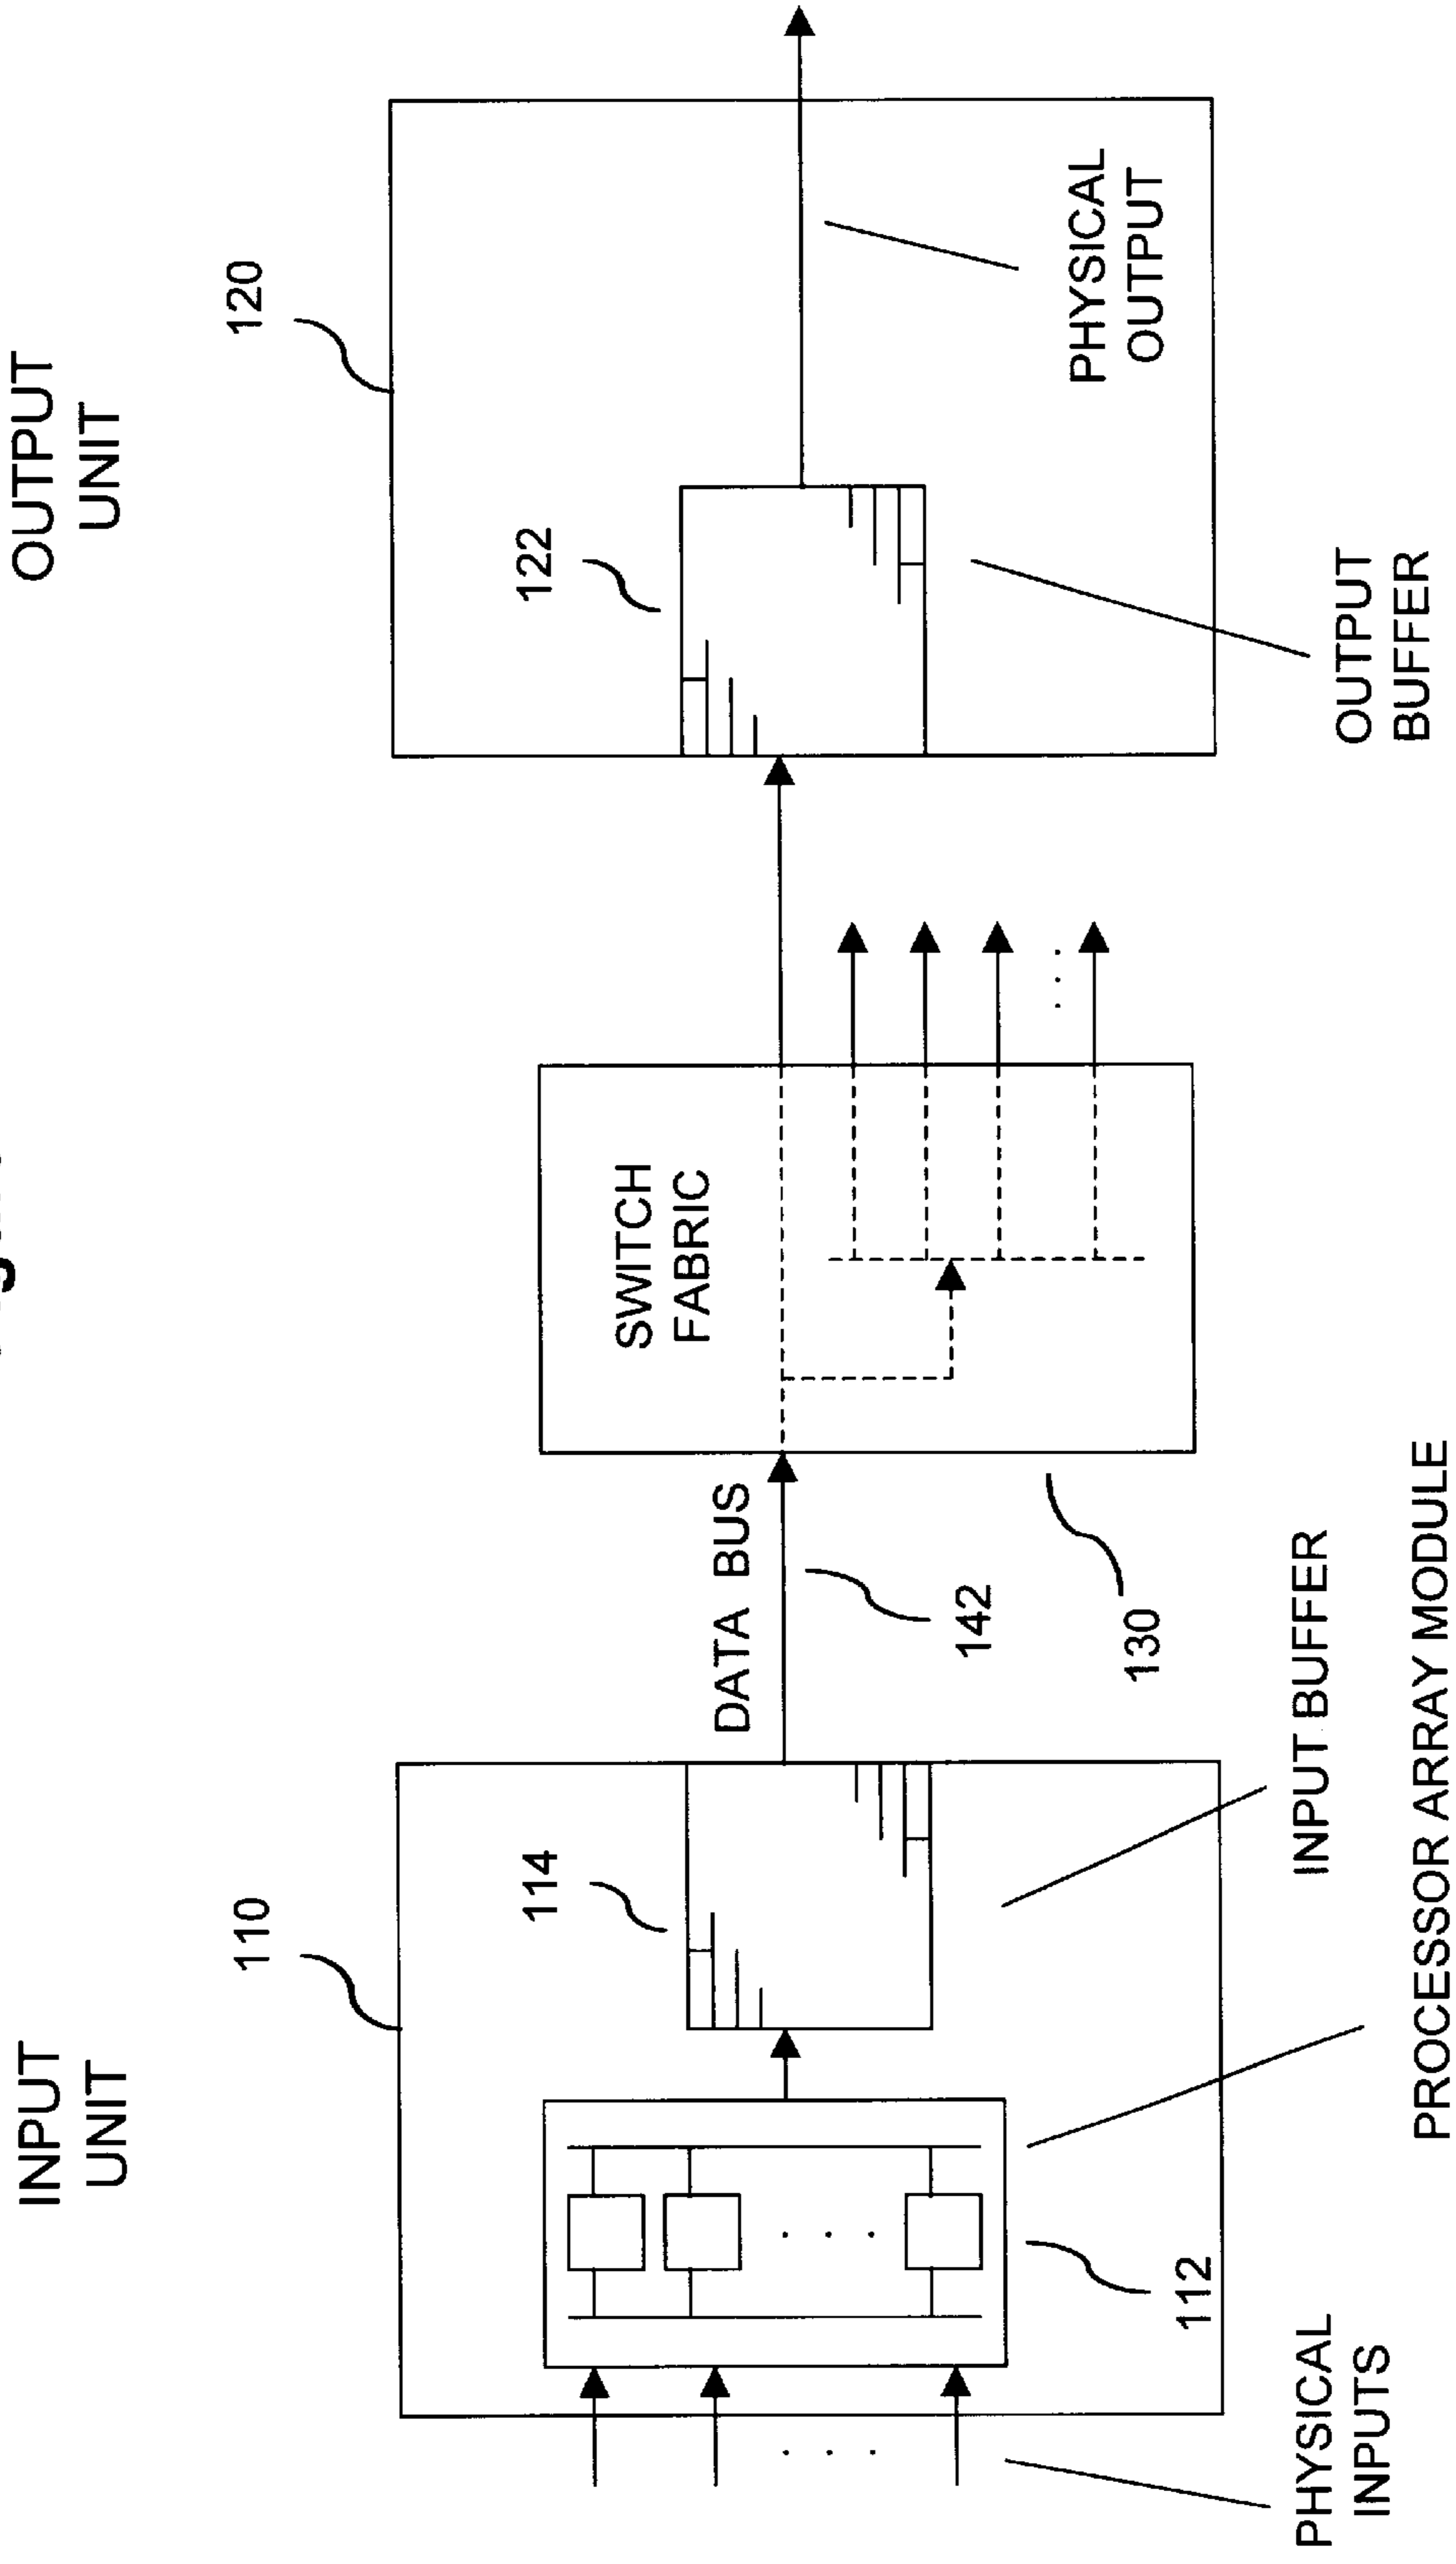 INPUT
UNIT
OUTPUT
UNIT
110
120
114
122
DATA BUS
142
SWITCH
FABRIC
130
112
PHYSICAL
INPUTS
INPUT BUFFER
PROCESSOR ARRAY MODULE
PHYSICAL
OUTPUT
OUTPUT
BUFFER